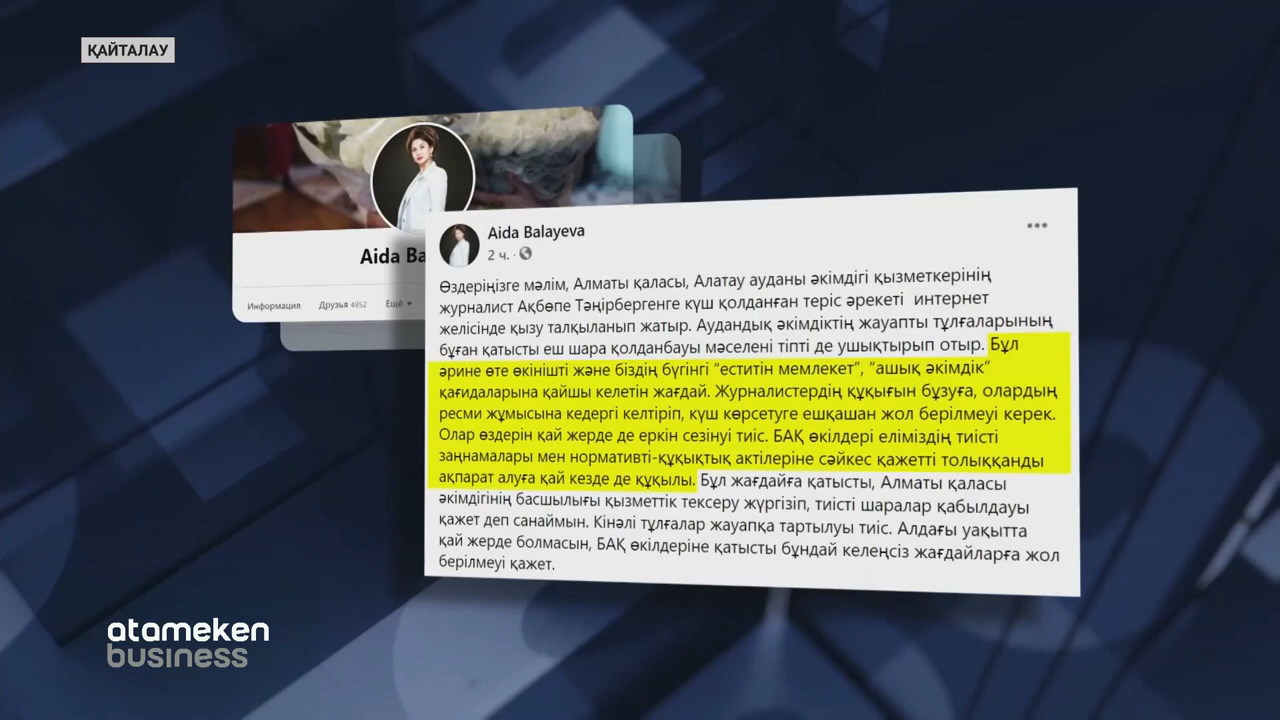 ҚАЙТАЛАУ
Aida Ba
Информация Друзья 4952 Ещё
Aida Balayeva
2 ч. ·
Өздеріңізге мәлім, Алматы қаласы, Алатау ауданы әкімдігі қызметкерінің
журналист Ақбөпе Тәңірбергенге күш қолданған теріс әрекеті интернет
желісінде қызу талқыланып жатыр. Аудандық әкімдіктің жауапты тұлғаларының
бұған қатысты еш шара қолданбауы мәселені тіпті де ушықтырып отыр. Бұл
әрине өте өкінішті және біздің бүгінгі “еститін мемлекет”, “ашық әкімдік”
қағидаларына қайшы келетін жағдай. Журналистердің құқығын бұзуға, олардың
ресми жұмысына кедергі келтіріп, күш көрсетуге ешқашан жол берілмеуі керек.
Олар өздерін қай жерде де еркін сезінуі тиіс. БАҚ өкілдері еліміздің тиісті
заңнамалары мен нормативті-құқықтық актілеріне сәйкес қажетті толыққанды
ақпарат алуға қай кезде де құқылы. Бұл жағдайға қатысты, Алматы қаласы
әкімдігінің басшылығы қызметтік тексеру жүргізіп, тиісті шаралар қабылдауы
қажет деп санаймын. Кінәлі тұлғалар жауапқа тартылуы тиіс. Алдағы уақытта
қай жерде болмасын, БАҚ өкілдеріне қатысты бұндай келеңсіз жағдайларға жол
берілмеуі қажет.
atameken
business